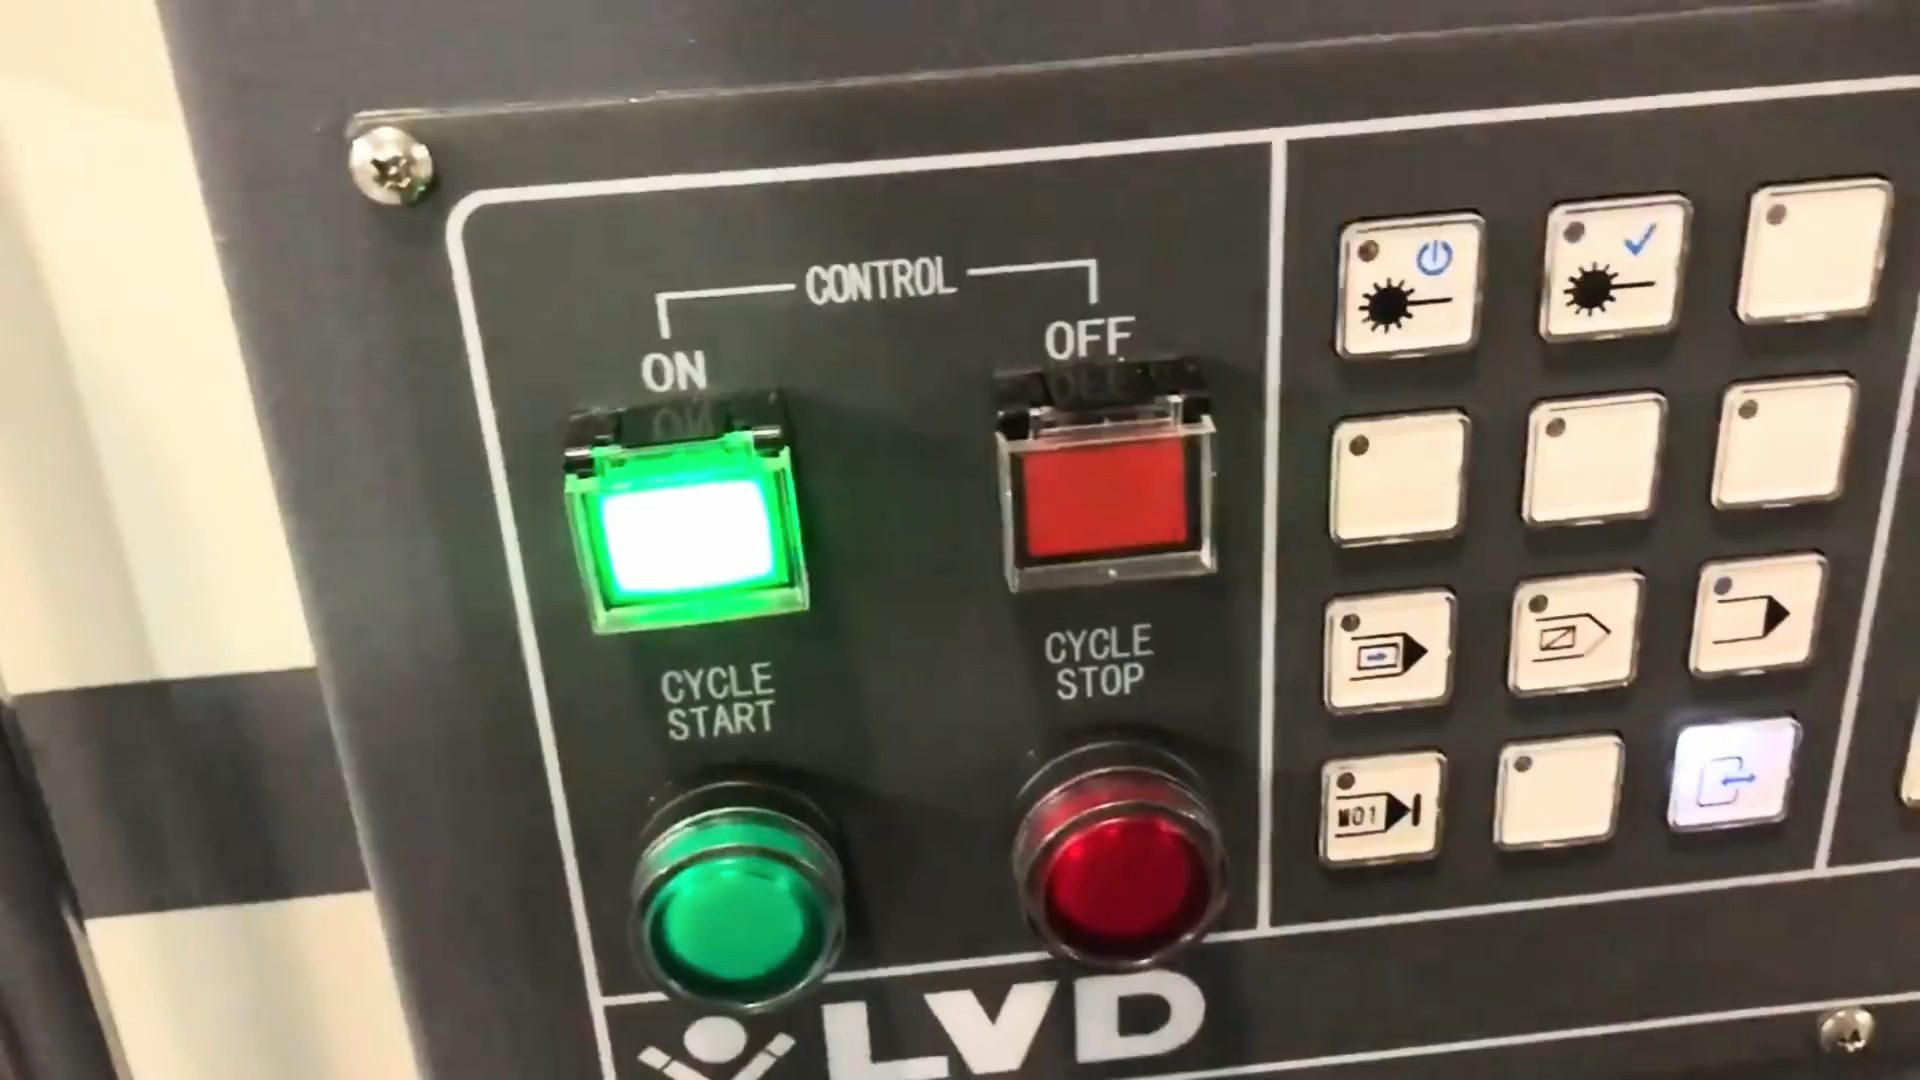 CONTROL
ON
OFF
CYCLE
START
CYCLE
STOP
M01
LVD